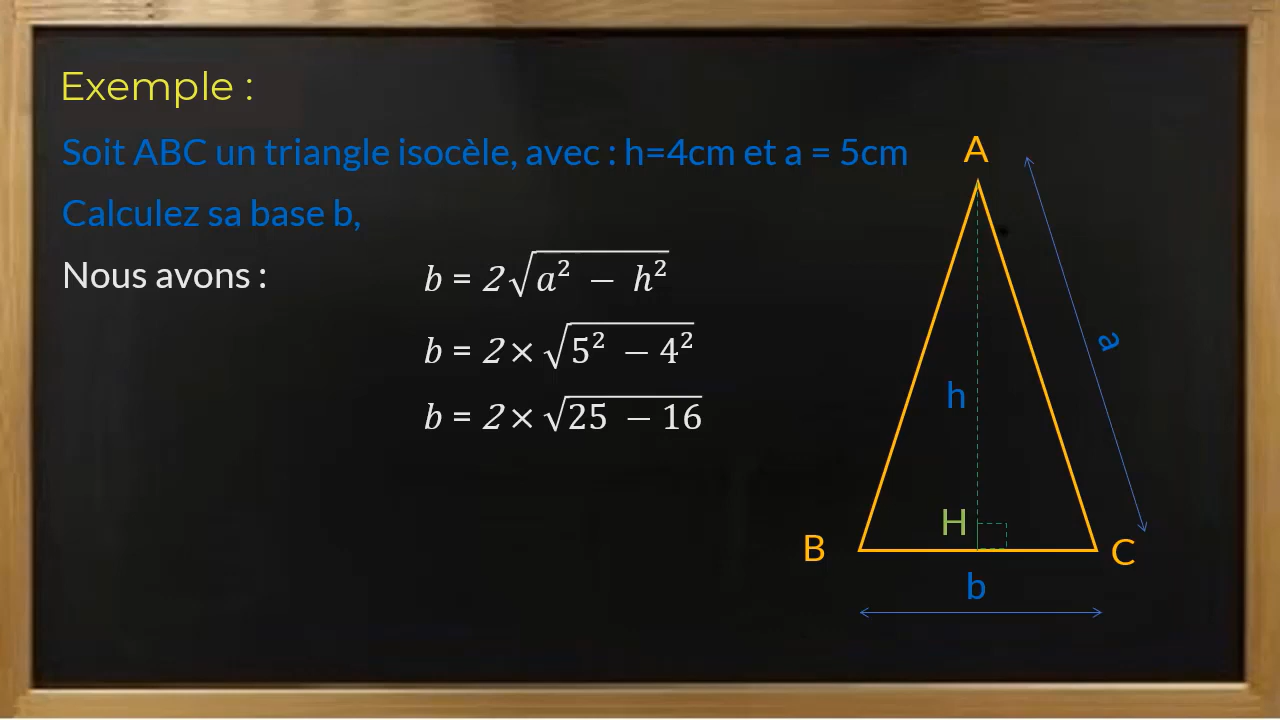 Exemple :
Soit ABC un triangle isocèle, avec : h=4cm et a = 5cm
Calculez sa base b,
Nous avons : b = 2√(a² − h²)
b = 2 × √(5² − 4²)
b = 2 × √(25 − 16)
A
a
h
H
B
C
b